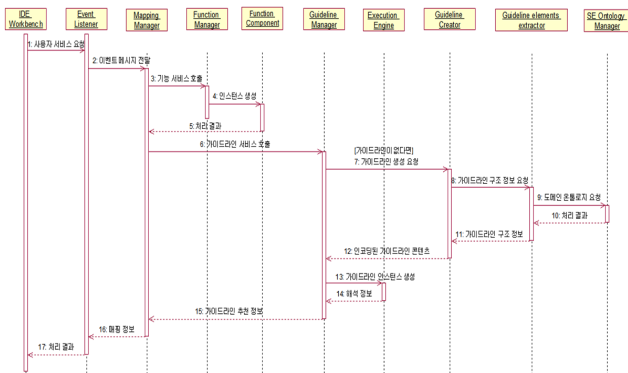 IDE
Workbench
Event
Listener
Mapping
Manager
Function
Manager
Function
Component
Guideline
Manager
Execution
Engine
Guideline
Creator
Guideline elements
extractor
SE Ontology
Manager
1: 사용자 서비스 요청
2: 이벤트 메시지 전달
3: 기능 서비스 호출
4: 인스턴스 생성
5: 처리 결과
6: 가이드라인 서비스 호출
[가이드라인이 없다면]
7: 가이드라인 생성 요청
8: 가이드라인 구조 정보 요청
9: 도메인 온톨로지 요청
10: 처리 결과
11: 가이드라인 구조 정보
12: 인코딩된 가이드라인 콘텐츠
13: 가이드라인 인스턴스 생성
14: 해석 정보
15: 가이드라인 추천 정보
16: 매핑 정보
17: 처리 결과